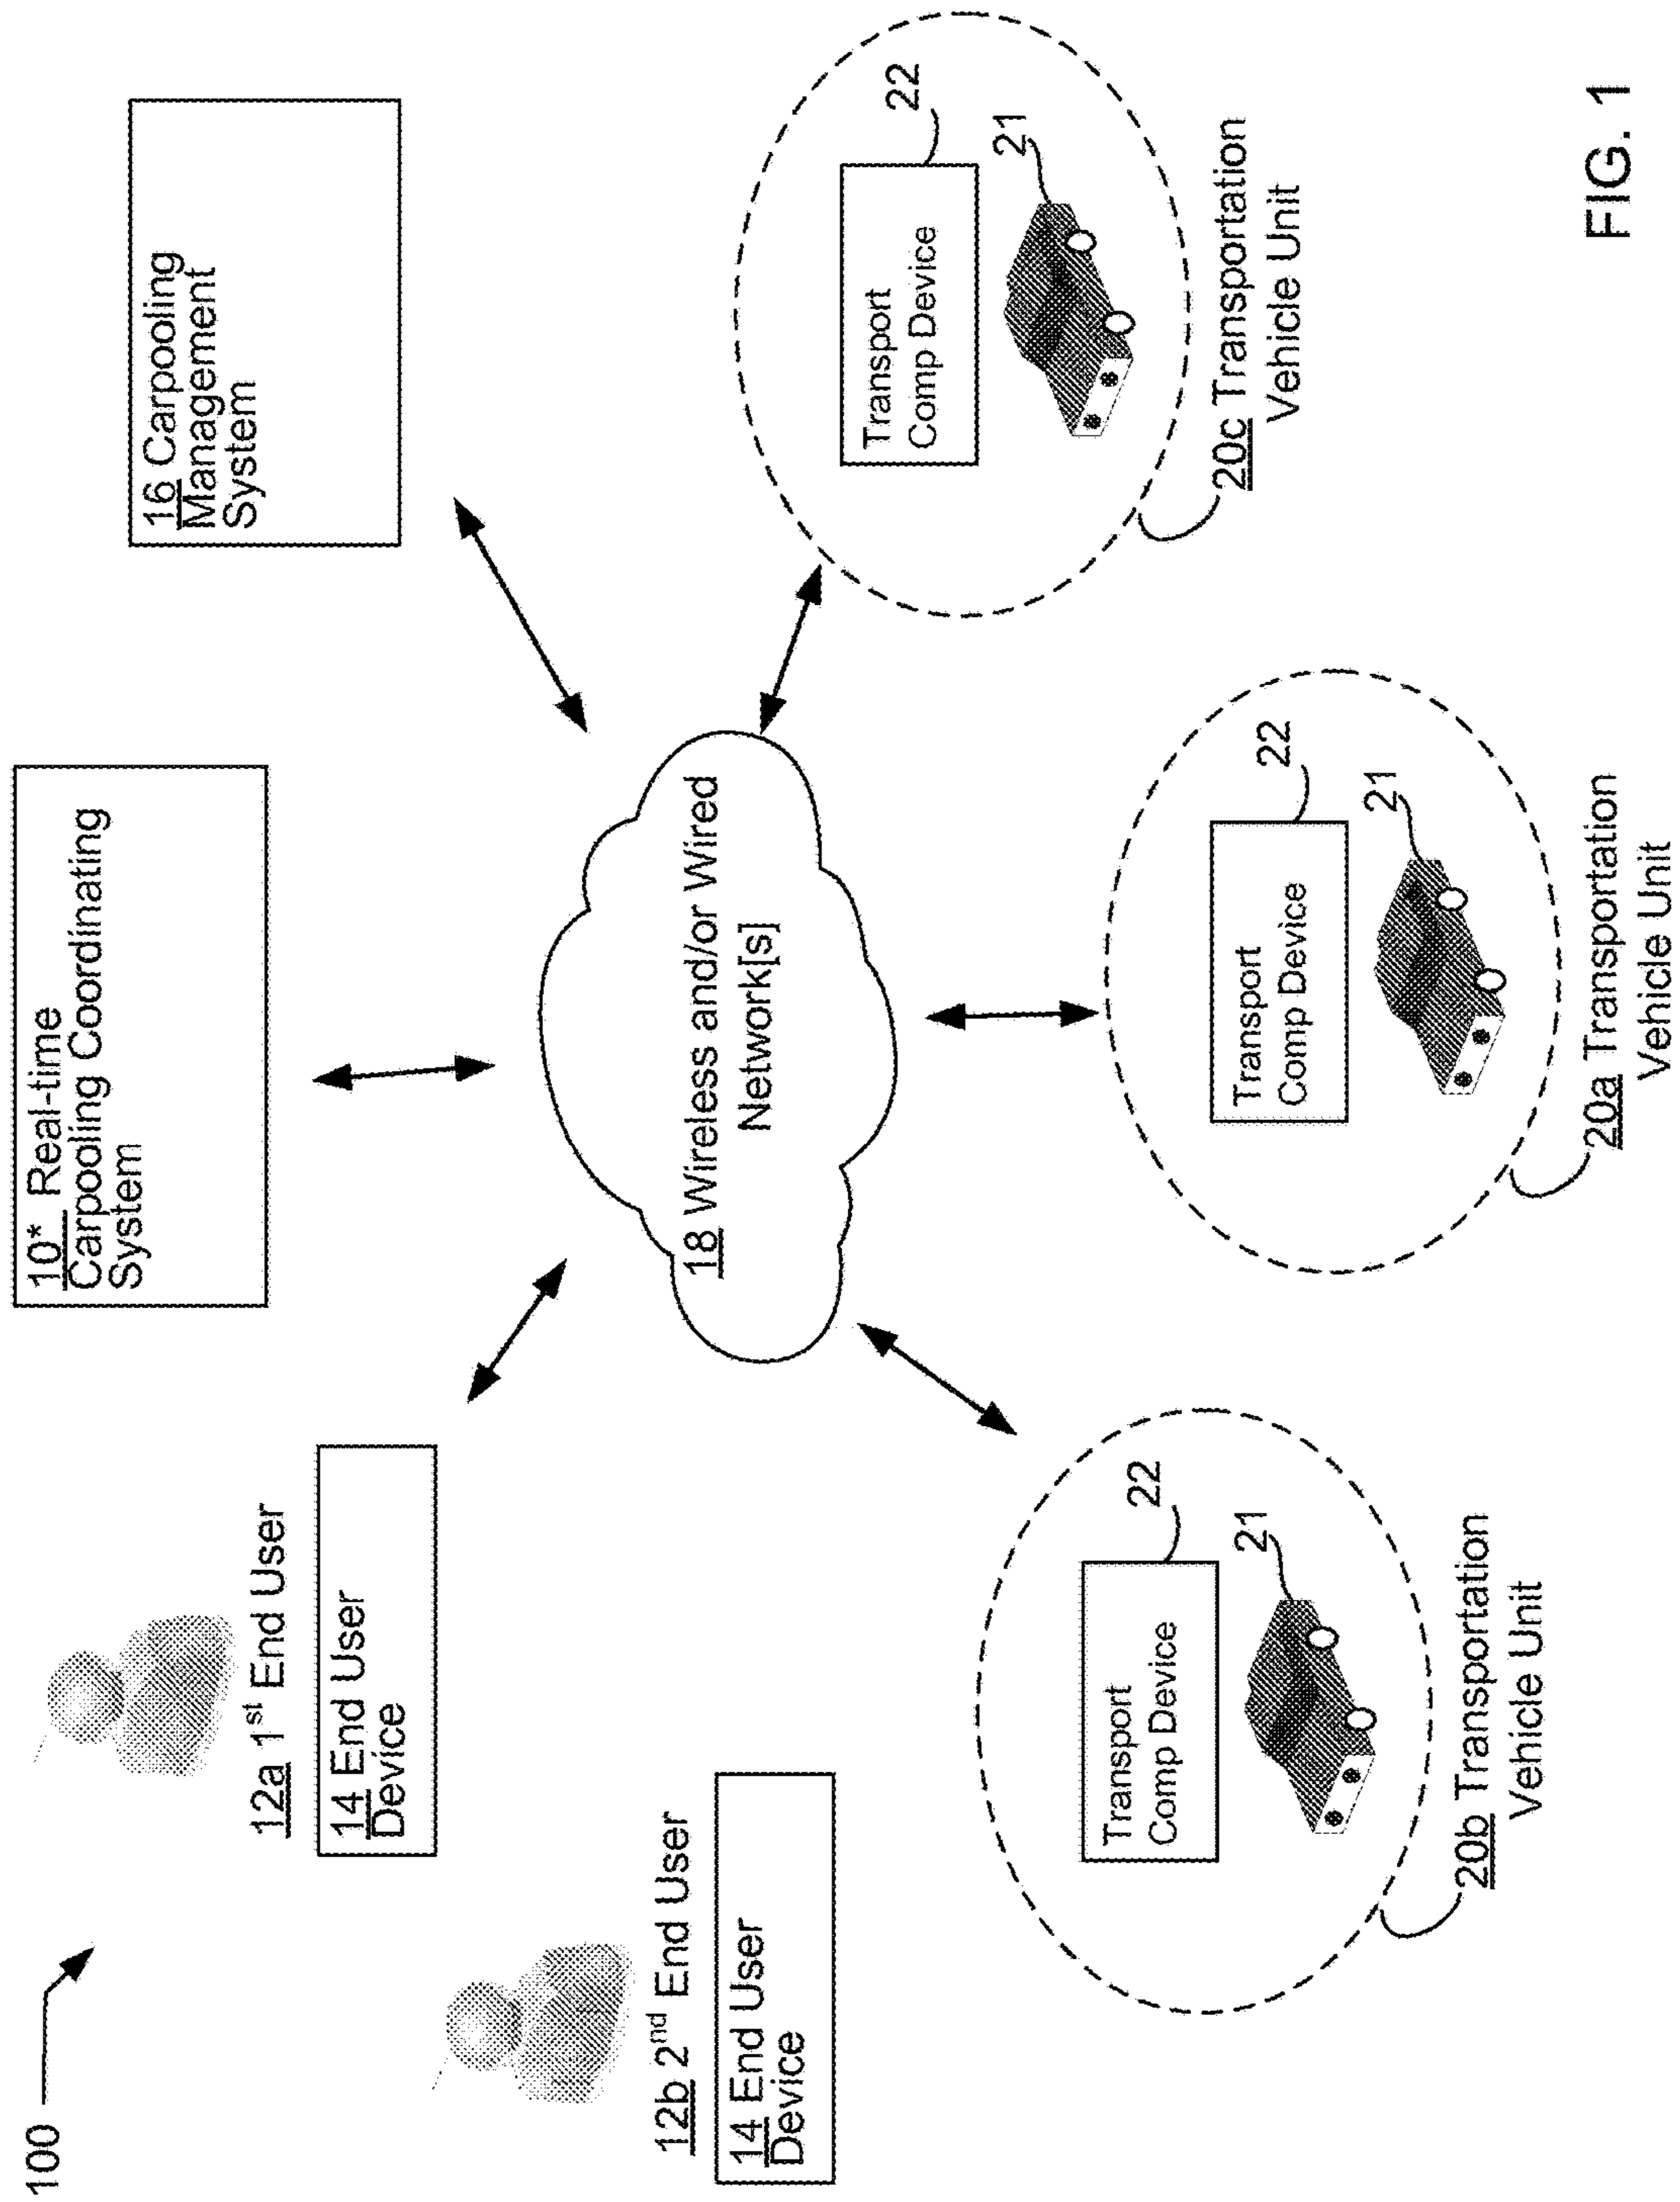 100
10* Real-time
Carpooling Coordinating
System
16 Carpooling
Management
System
12a 1st End User
14 End User
Device
12b 2nd End User
14 End User
Device
18 Wireless and/or Wired
Network[s]
22
Transport
Comp Device
21
20b Transportation
Vehicle Unit
22
Transport
Comp Device
21
20a Transportation
Vehicle Unit
22
Transport
Comp Device
21
20c Transportation
Vehicle Unit
FIG. 1